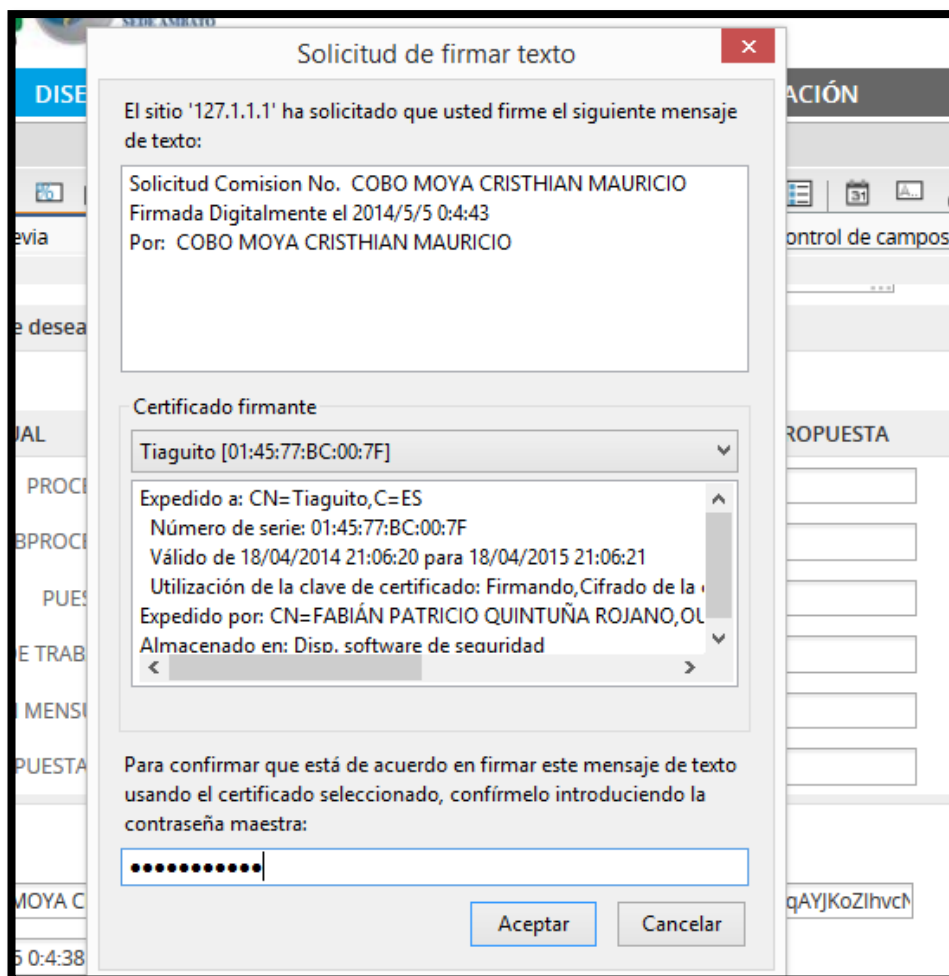 SEDE AMBATO
Solicitud de firmar texto
DISE
ACIÓN
El sitio '127.1.1.1' ha solicitado que usted firme el siguiente mensaje
de texto:
Solicitud Comision No. COBO MOYA CRISTHIAN MAURICIO
Firmada Digitalmente el 2014/5/5 0:4:43
Por: COBO MOYA CRISTHIAN MAURICIO
31
A..
evia
ontrol de campos
e desea
Certificado firmante
UAL
ROPUESTA
Tiaguito [01:45:77:BC:00:7F]
PROCE
Expedido a: CN=Tiaguito,C=ES
Número de serie: 01:45:77:BC:00:7F
BPROCE
Válido de 18/04/2014 21:06:20 para 18/04/2015 21:06:21
Utilización de la clave de certificado: Firmando,Cifrado de la
PUES
Expedido por: CN=FABIÁN PATRICIO QUINTUÑA ROJANO,OU
Almacenado en: Disp. software de seguridad
E TRAB
MENSU
PUESTA
Para confirmar que está de acuerdo en firmar este mensaje de texto
usando el certificado seleccionado, confírmelo introduciendo la
contraseña maestra:
•••••••••••
MOYA C
qAYJKoZIhvcN
Aceptar
Cancelar
5 0:4:38